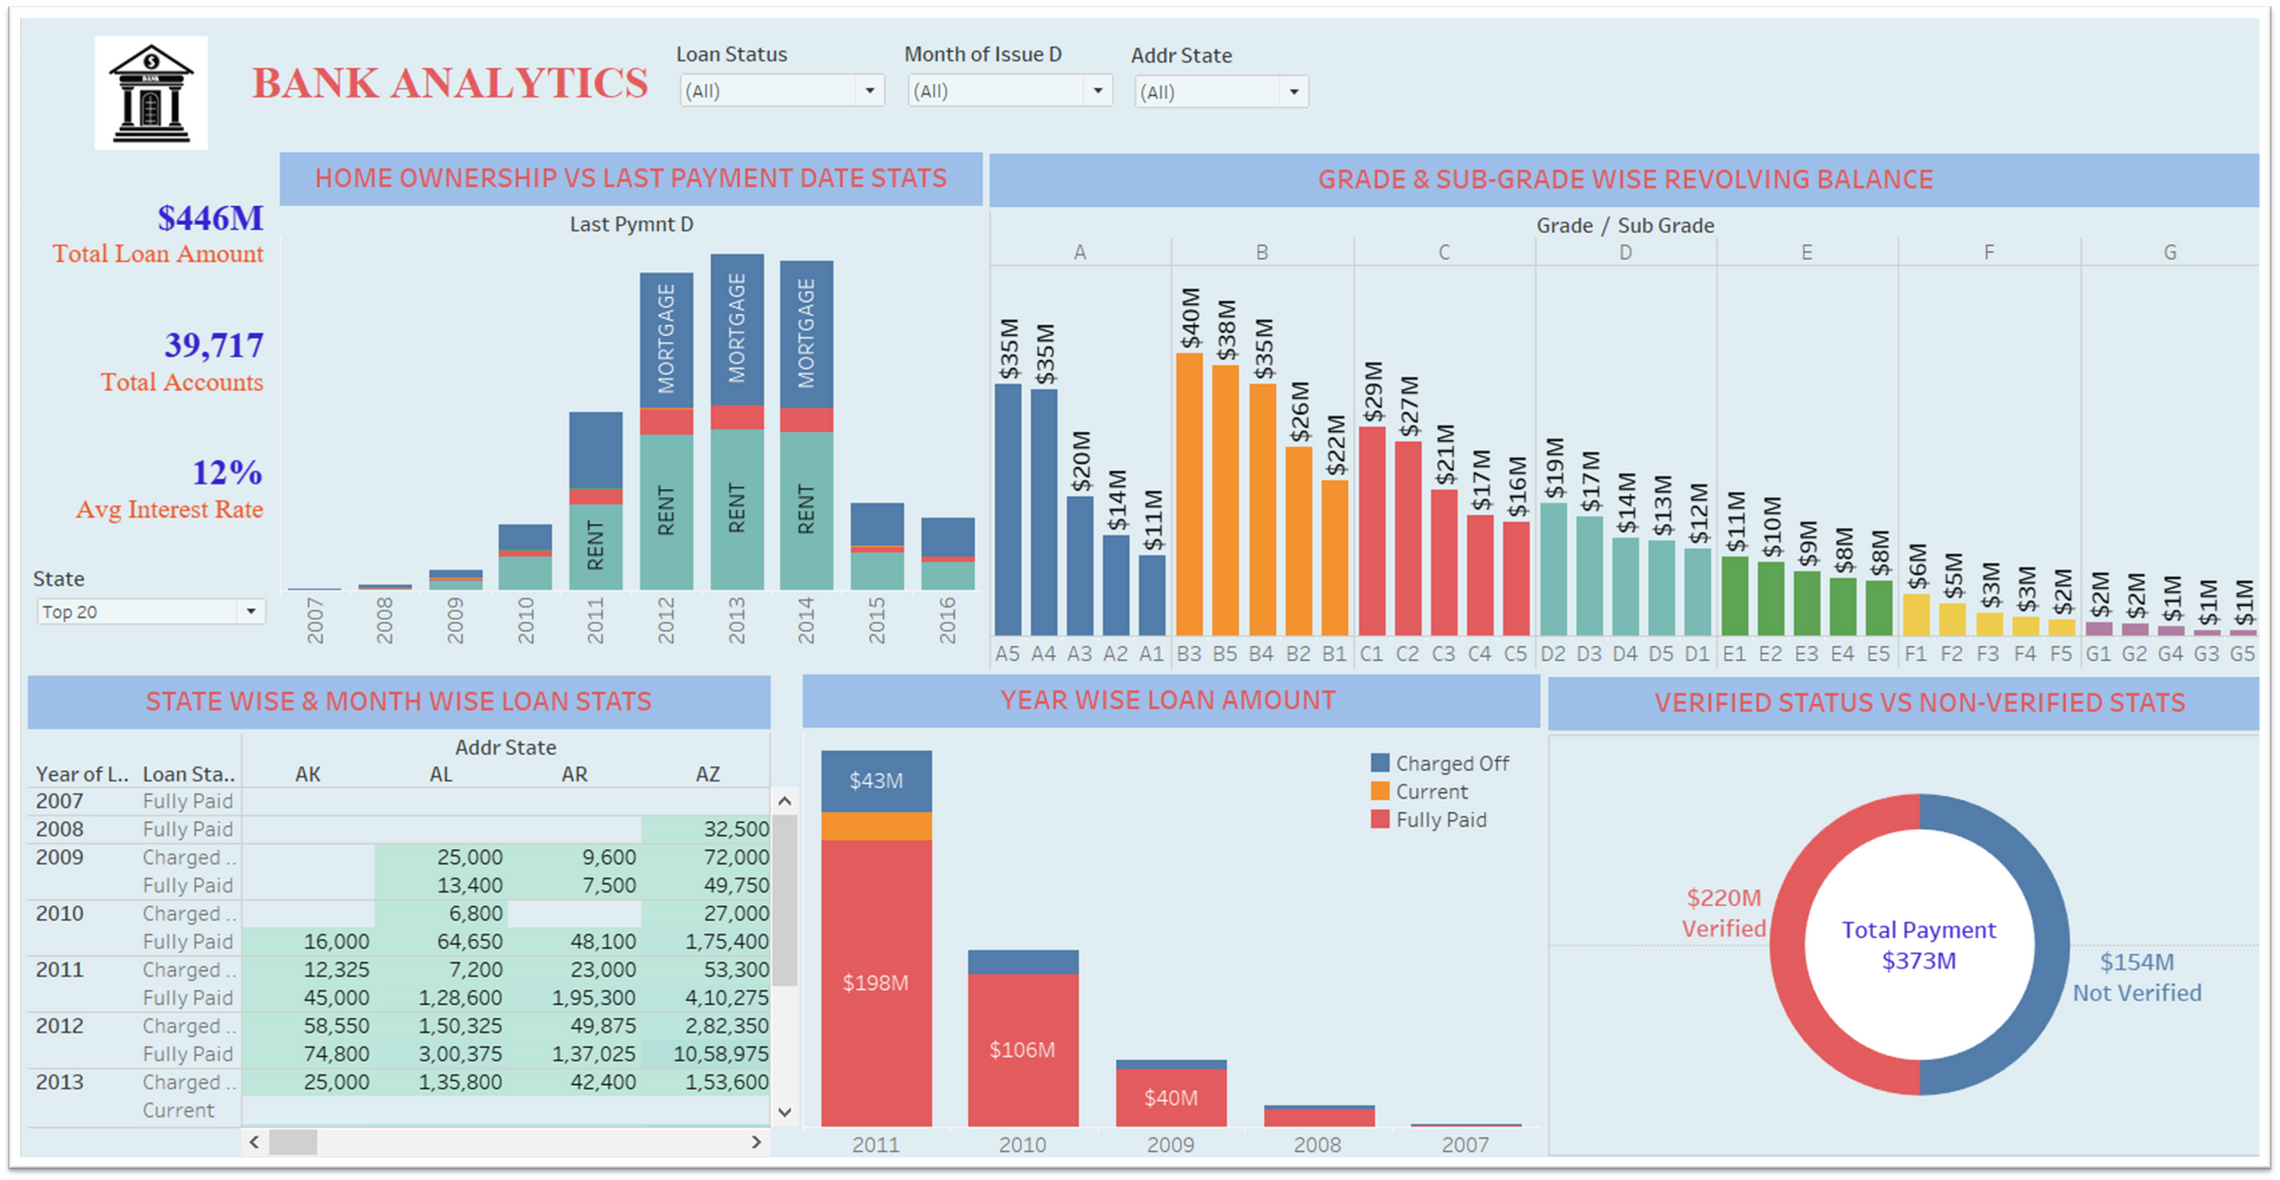 $
BANK
BANK ANALYTICS
Loan Status
(All)
Month of Issue D
(All)
Addr State
(All)
$446M
Total Loan Amount
39,717
Total Accounts
12%
Avg Interest Rate
State
Top 20
HOME OWNERSHIP VS LAST PAYMENT DATE STATS
Last Pymnt D
MORTGAGE
MORTGAGE
MORTGAGE
RENT
RENT
RENT
RENT
2007 2008 2009 2010 2011 2012 2013 2014 2015 2016
GRADE & SUB-GRADE WISE REVOLVING BALANCE
Grade / Sub Grade
A B C D E F G
$35M $35M $20M $14M $11M $40M $38M $35M $26M $22M $29M $27M $21M $17M $16M $19M $17M $14M $13M $12M $11M $10M $9M $8M $8M $6M $5M $3M $3M $2M $2M $2M $1M $1M $1M
A5 A4 A3 A2 A1 B3 B5 B4 B2 B1 C1 C2 C3 C4 C5 D2 D3 D4 D5 D1 E1 E2 E3 E4 E5 F1 F2 F3 F4 F5 G1 G2 G4 G3 G5
STATE WISE & MONTH WISE LOAN STATS
Addr State
Year of L.. Loan Sta.. AK AL AR AZ
2007 Fully Paid
2008 Fully Paid 32,500
2009 Charged .. 25,000 9,600 72,000
Fully Paid 13,400 7,500 49,750
2010 Charged .. 6,800 27,000
Fully Paid 16,000 64,650 48,100 1,75,400
2011 Charged .. 12,325 7,200 23,000 53,300
Fully Paid 45,000 1,28,600 1,95,300 4,10,275
2012 Charged .. 58,550 1,50,325 49,875 2,82,350
Fully Paid 74,800 3,00,375 1,37,025 10,58,975
2013 Charged .. 25,000 1,35,800 42,400 1,53,600
Current
YEAR WISE LOAN AMOUNT
Charged Off
Current
Fully Paid
$43M
$198M
$106M
$40M
2011 2010 2009 2008 2007
VERIFIED STATUS VS NON-VERIFIED STATS
$220M
Verified
Total Payment
$373M
$154M
Not Verified